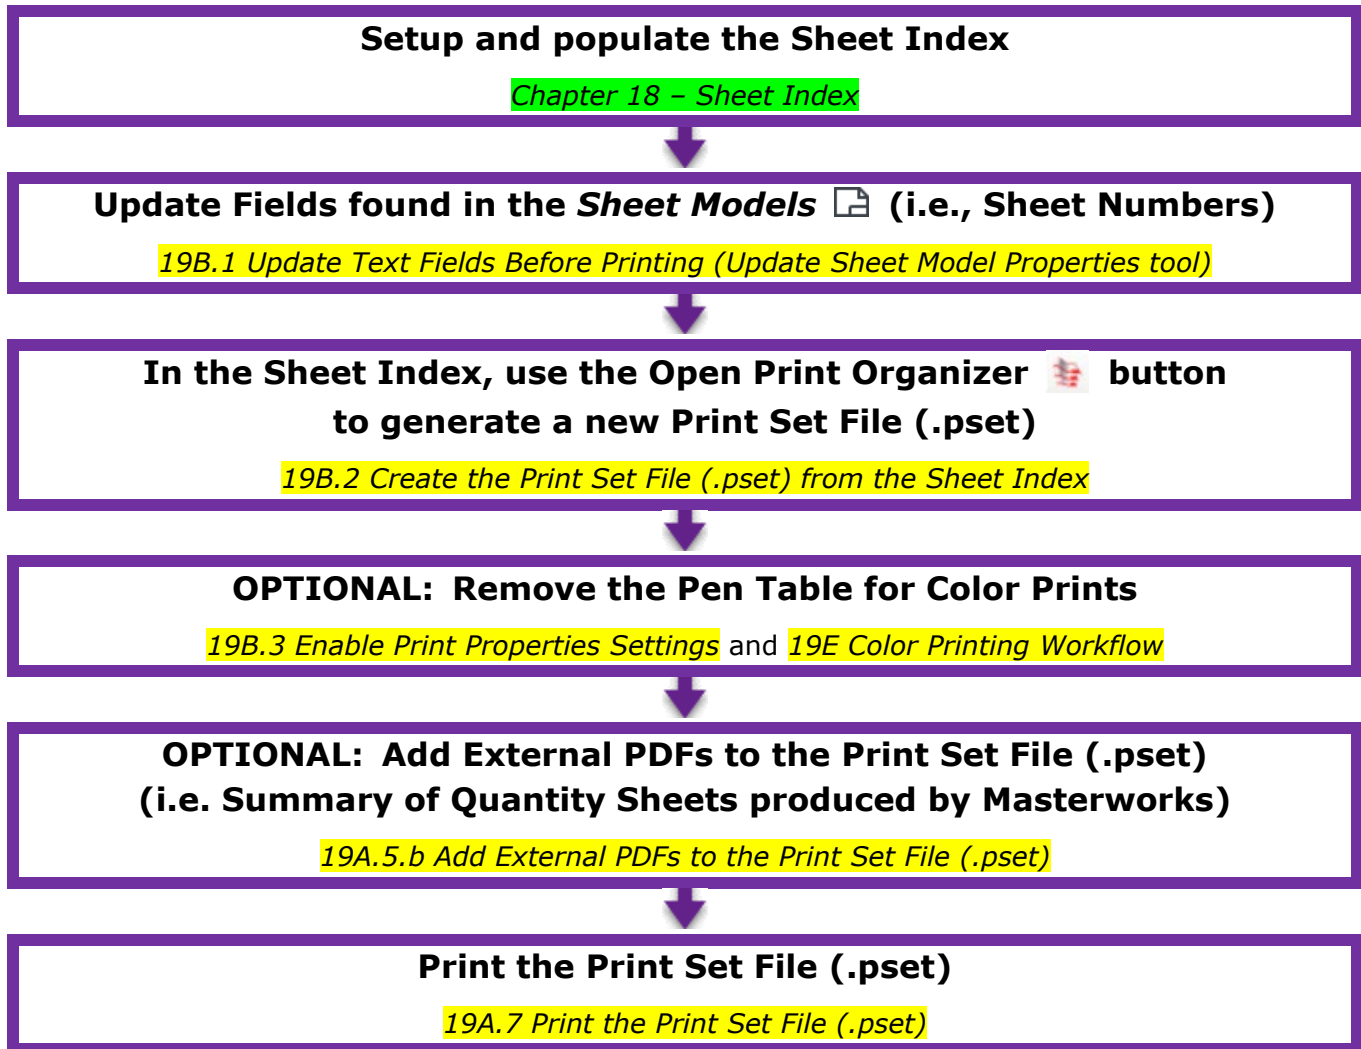 Setup and populate the Sheet Index
Chapter 18 – Sheet Index
Update Fields found in the Sheet Models (i.e., Sheet Numbers)
19B.1 Update Text Fields Before Printing (Update Sheet Model Properties tool)
In the Sheet Index, use the Open Print Organizer button
to generate a new Print Set File (.pset)
19B.2 Create the Print Set File (.pset) from the Sheet Index
OPTIONAL: Remove the Pen Table for Color Prints
19B.3 Enable Print Properties Settings and 19E Color Printing Workflow
OPTIONAL: Add External PDFs to the Print Set File (.pset)
(i.e. Summary of Quantity Sheets produced by Masterworks)
19A.5.b Add External PDFs to the Print Set File (.pset)
Print the Print Set File (.pset)
19A.7 Print the Print Set File (.pset)